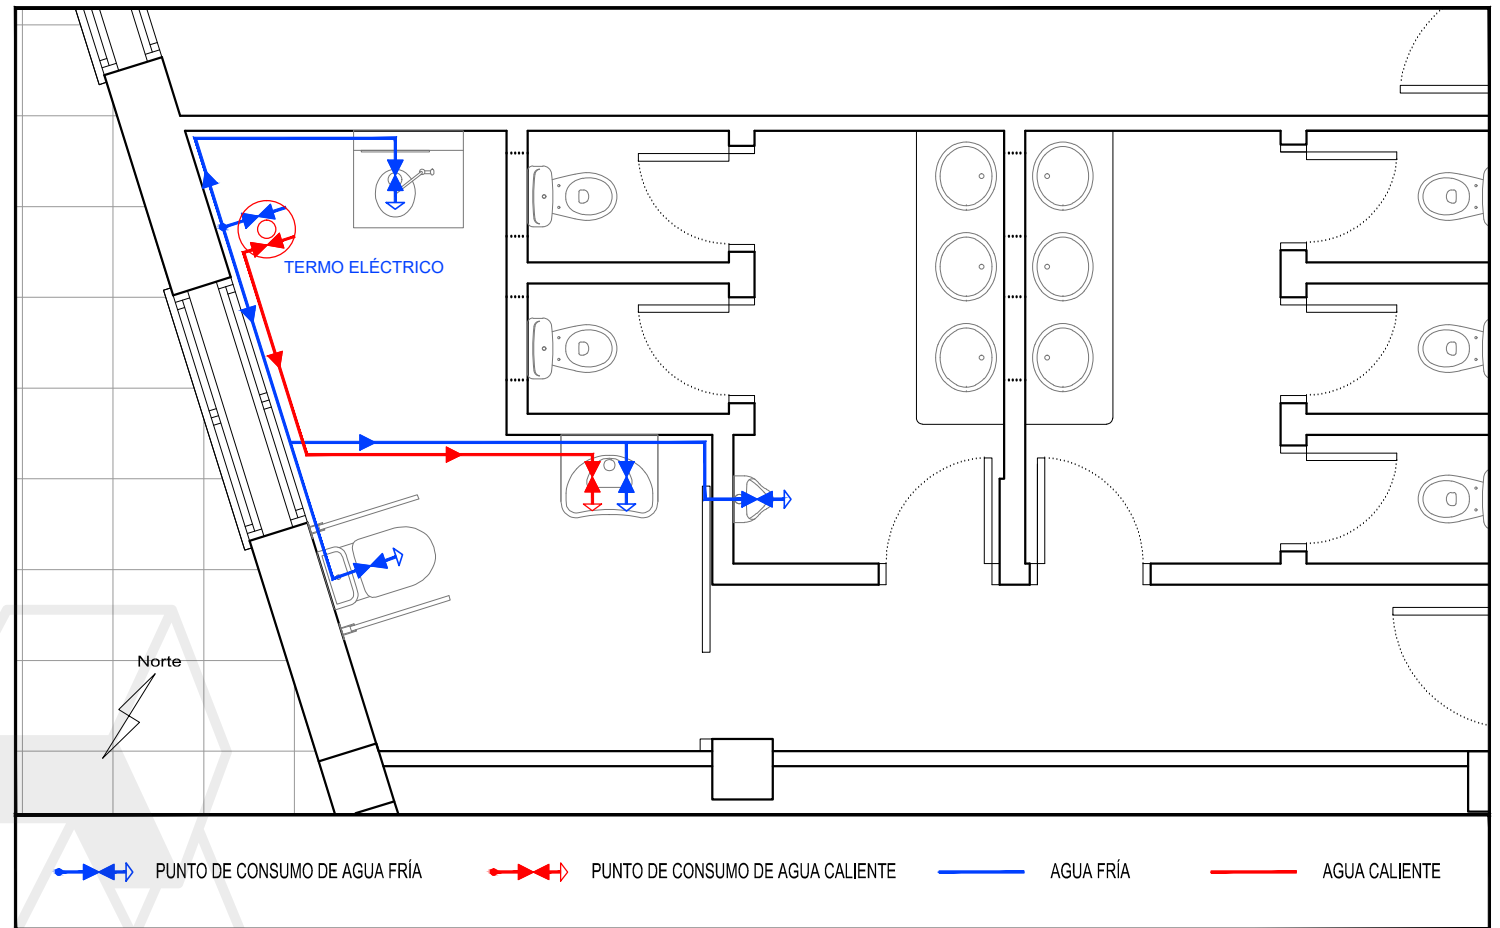 TERMO ELÉCTRICO
Norte
PUNTO DE CONSUMO DE AGUA FRÍA
PUNTO DE CONSUMO DE AGUA CALIENTE
AGUA FRÍA
AGUA CALIENTE